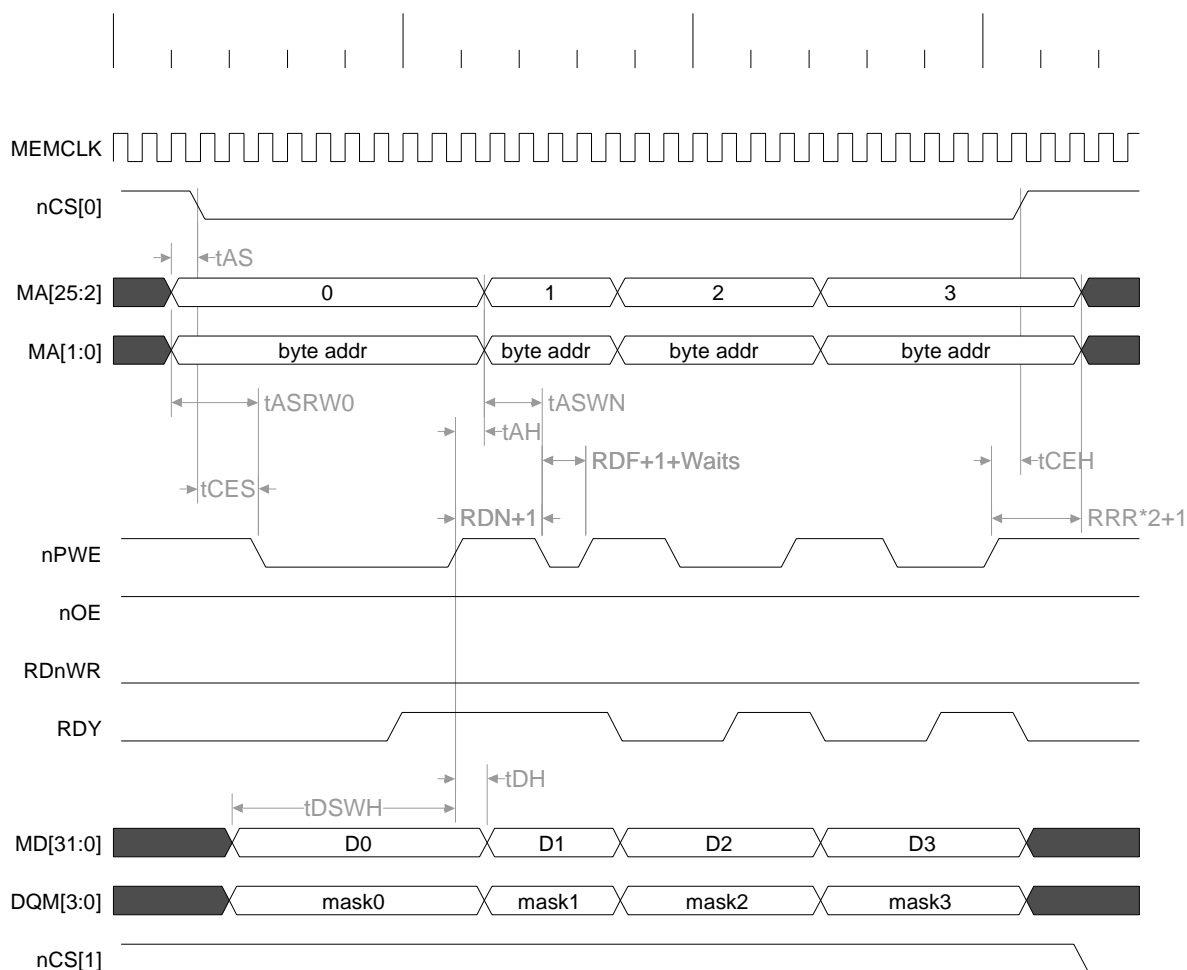 MEMCLK
nCS[0]
tAS
MA[25:2] 0 1 2 3
MA[1:0] byte addr byte addr byte addr byte addr
tASRW0 tASWN
tAH
RDF+1+Waits tCEH
tCES
RDN+1 RRR*2+1
nPWE
nOE
RDnWR
RDY
tDH
tDSWH
MD[31:0] D0 D1 D2 D3
DQM[3:0] mask0 mask1 mask2 mask3
nCS[1]